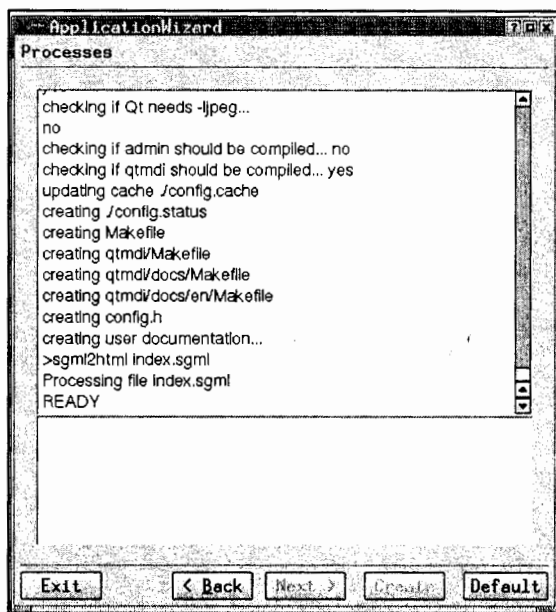 ApplicationWizard
Processes
checking if Qt needs -ljpeg...
no
checking if admin should be compiled... no
checking if qtmdi should be compiled... yes
updating cache ./config.cache
creating ./config.status
creating Makefile
creating qtmdi/Makefile
creating qtmdi/docs/Makefile
creating qtmdi/docs/en/Makefile
creating config.h
creating user documentation...
>sgml2html index.sgml
Processing file index.sgml
READY
Exit < Back Next > Create Default